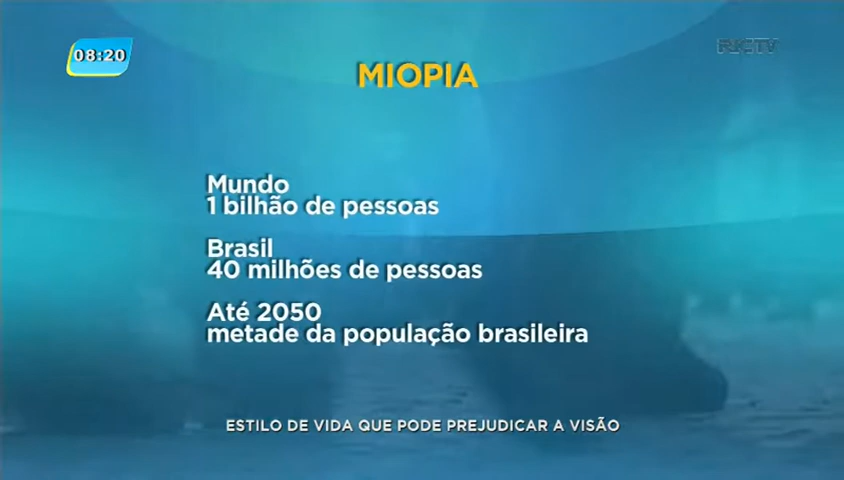 08:20
RICTV
MIOPIA
Mundo
1 bilhão de pessoas
Brasil
40 milhões de pessoas
Até 2050
metade da população brasileira
ESTILO DE VIDA QUE PODE PREJUDICAR A VISÃO